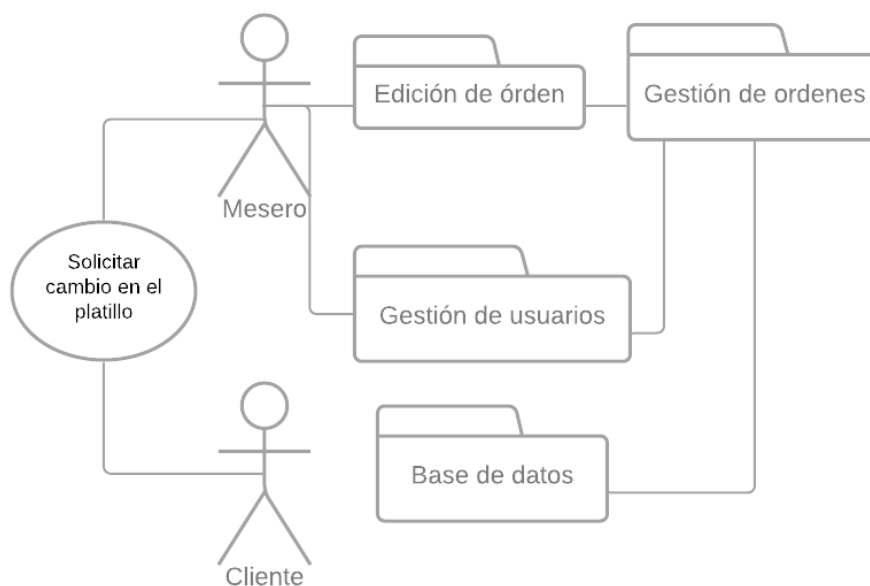 Edición de órden
Gestión de ordenes
Mesero
Solicitar
cambio en el
platillo
Gestión de usuarios
Base de datos
Cliente